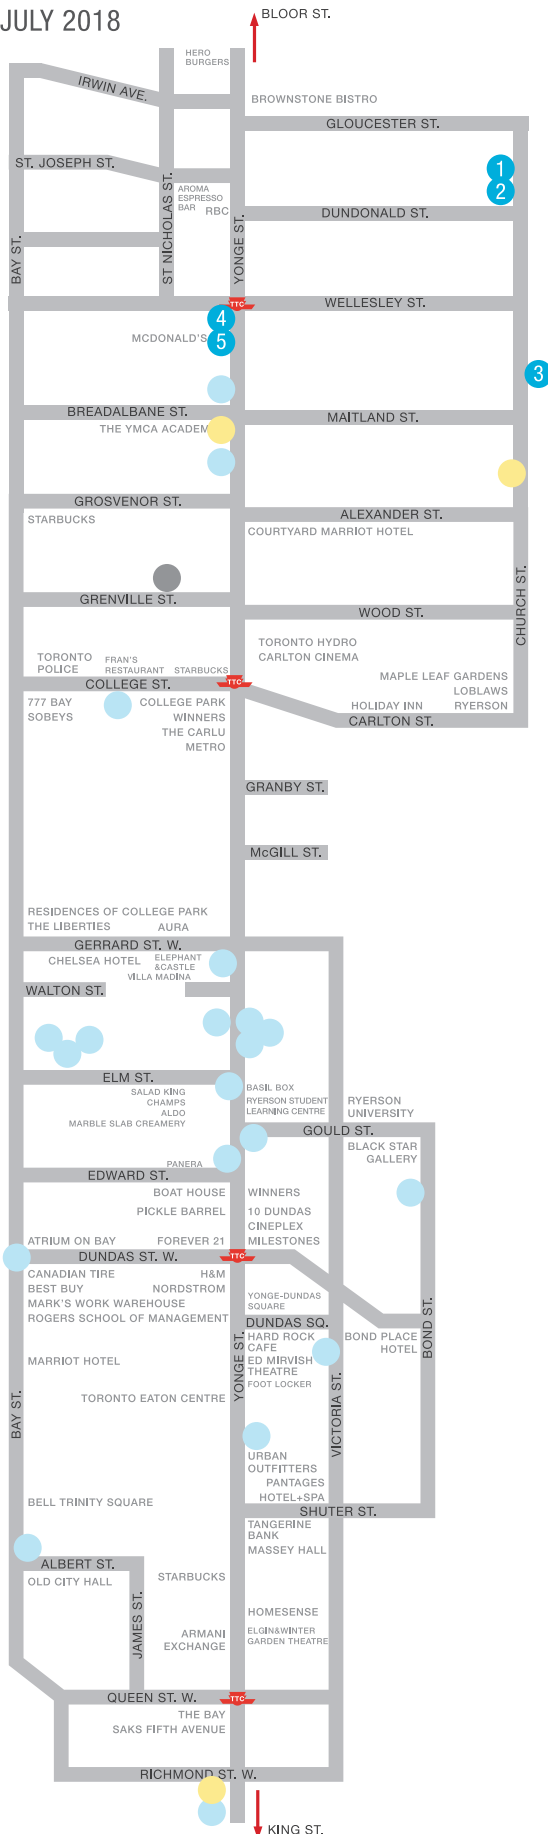 JULY 2018
BLOOR ST.
HERO
BURGERS
IRWIN AVE.
BROWNSTONE BISTRO
GLOUCESTER ST.
ST. JOSEPH ST.
1
2
AROMA
ESPRESSO
BAR
RBC
DUNDONALD ST.
BAY ST.
ST NICHOLAS ST.
YONGE ST.
TTC
WELLESLEY ST.
4
MCDONALD'S
5
3
BREADALBANE ST.
MAITLAND ST.
THE YMCA ACADEM
GROSVENOR ST.
STARBUCKS
ALEXANDER ST.
COURTYARD MARRIOT HOTEL
CHURCH ST.
GRENVILLE ST.
WOOD ST.
TORONTO HYDRO
CARLTON CINEMA
TORONTO
POLICE
FRAN'S
RESTAURANT
STARBUCKS
COLLEGE ST.
TTC
MAPLE LEAF GARDENS
LOBLAWS
HOLIDAY INN
RYERSON
CARLTON ST.
777 BAY
SOBEYS
COLLEGE PARK
WINNERS
THE CARLU
METRO
GRANBY ST.
McGILL ST.
RESIDENCES OF COLLEGE PARK
THE LIBERTIES
AURA
GERRARD ST. W.
CHELSEA HOTEL
ELEPHANT
&CASTLE
VILLA MADINA
WALTON ST.
ELM ST.
SALAD KING
CHAMPS
ALDO
MARBLE SLAB CREAMERY
BASIL BOX
RYERSON STUDENT
LEARNING CENTRE
RYERSON
UNIVERSITY
GOULD ST.
BLACK STAR
GALLERY
PANERA
EDWARD ST.
BOAT HOUSE
WINNERS
PICKLE BARREL
10 DUNDAS
CINEPLEX
ATRIUM ON BAY
FOREVER 21
MILESTONES
DUNDAS ST. W.
TTC
CANADIAN TIRE
H&M
BEST BUY
NORDSTROM
MARK'S WORK WAREHOUSE
ROGERS SCHOOL OF MANAGEMENT
YONGE-DUNDAS
SQUARE
DUNDAS SQ.
HARD ROCK
CAFE
ED MIRVISH
THEATRE
FOOT LOCKER
BOND PLACE
HOTEL
BOND ST.
MARRIOT HOTEL
TORONTO EATON CENTRE
BAY ST.
YONGE ST.
VICTORIA ST.
URBAN
OUTFITTERS
PANTAGES
HOTEL+SPA
BELL TRINITY SQUARE
SHUTER ST.
TANGERINE
BANK
MASSEY HALL
ALBERT ST.
OLD CITY HALL
STARBUCKS
JAMES ST.
HOMESENSE
ARMANI
EXCHANGE
ELGIN&WINTER
GARDEN THEATRE
QUEEN ST. W.
TTC
THE BAY
SAKS FIFTH AVENUE
RICHMOND ST. W.
KING ST.